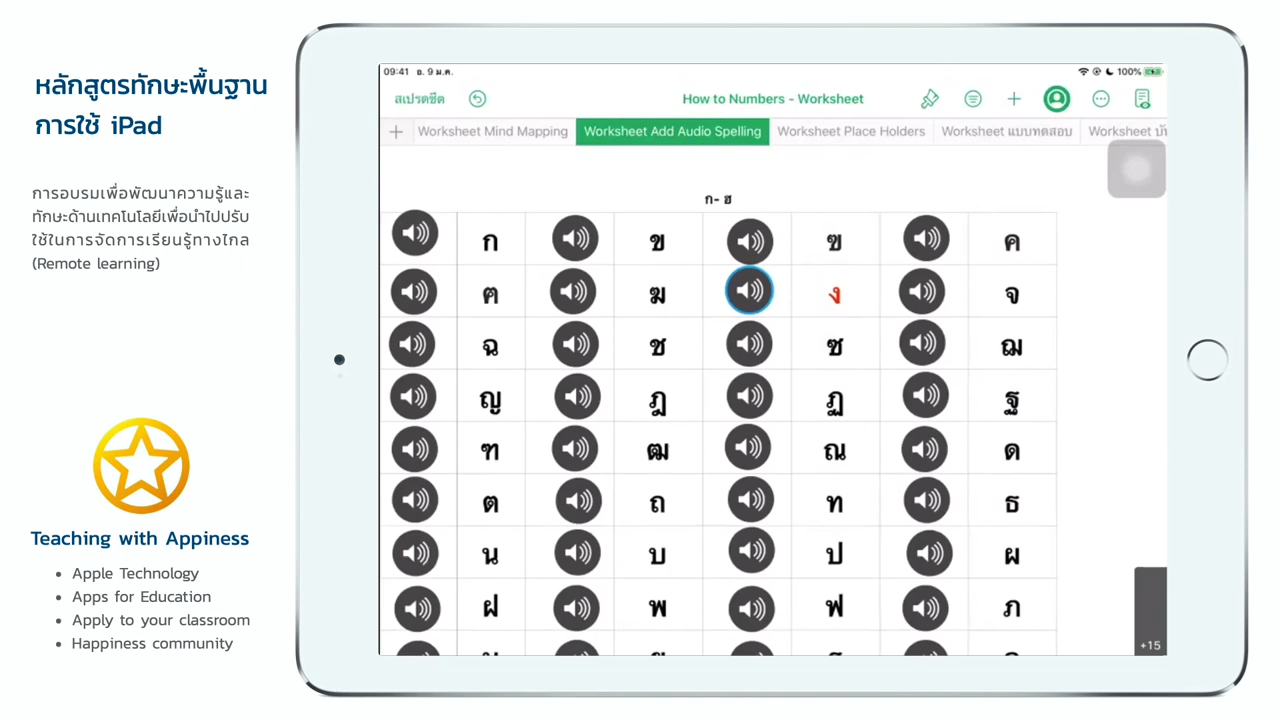 หลักสูตรทักษะพื้นฐาน
การใช้ iPad
การอบรมเพื่อพัฒนาความรู้และ
ทักษะด้านเทคโนโลยีเพื่อนำไปปรับ
ใช้ในการจัดการเรียนรู้ทางไกล
(Remote learning)
Teaching with Appiness
Apple Technology
Apps for Education
Apply to your classroom
Happiness community
09:41 อ. 9 ม.ค. 100%
สเปรดชีต How to Numbers - Worksheet
Worksheet Mind Mapping Worksheet Add Audio Spelling Worksheet Place Holders Worksheet แบบทดสอบ Worksheet
ก- ฮ
ก ข ฃ ค
ฅ ฆ ง จ
ฉ ช ซ ฌ
ญ ฎ ฏ ฐ
ฑ ฒ ณ ด
ต ถ ท ธ
น บ ป ผ
ฝ พ ฟ ภ
+15